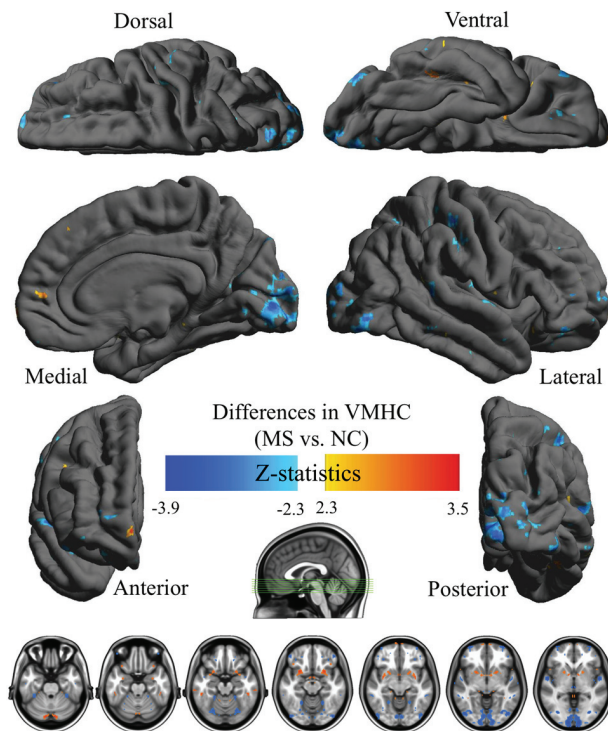 Dorsal
Ventral
Medial
Lateral
Differences in VMHC
(MS vs. NC)
Z-statistics
-3.9
-2.3
2.3
3.5
Anterior
Posterior